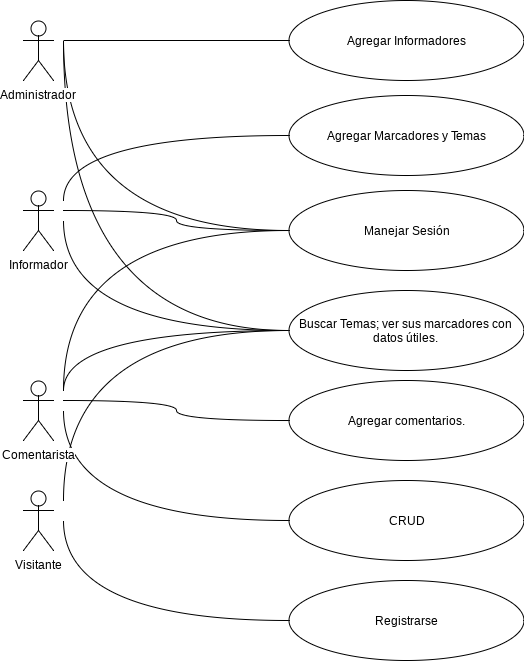 Agregar Informadores
Administrador
Agregar Marcadores y Temas
Manejar Sesión
Informador
Buscar Temas; ver sus marcadores con
datos útiles.
Agregar comentarios.
Comentarista
CRUD
Visitante
Registrarse